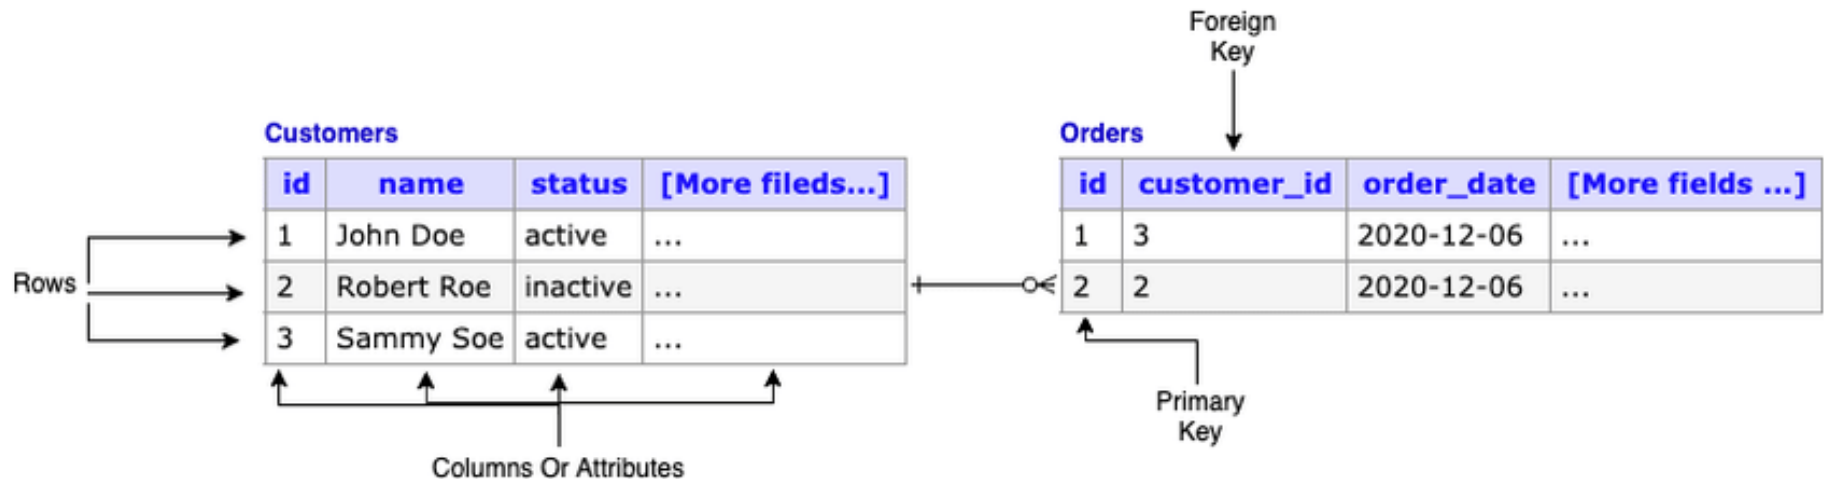 Foreign
Key
Customers
id name status [More fileds...]
1 John Doe active ...
2 Robert Roe inactive ...
3 Sammy Soe active ...
Rows
Columns Or Attributes
Orders
id customer_id order_date [More fields ...]
1 3 2020-12-06 ...
2 2 2020-12-06 ...
Primary
Key